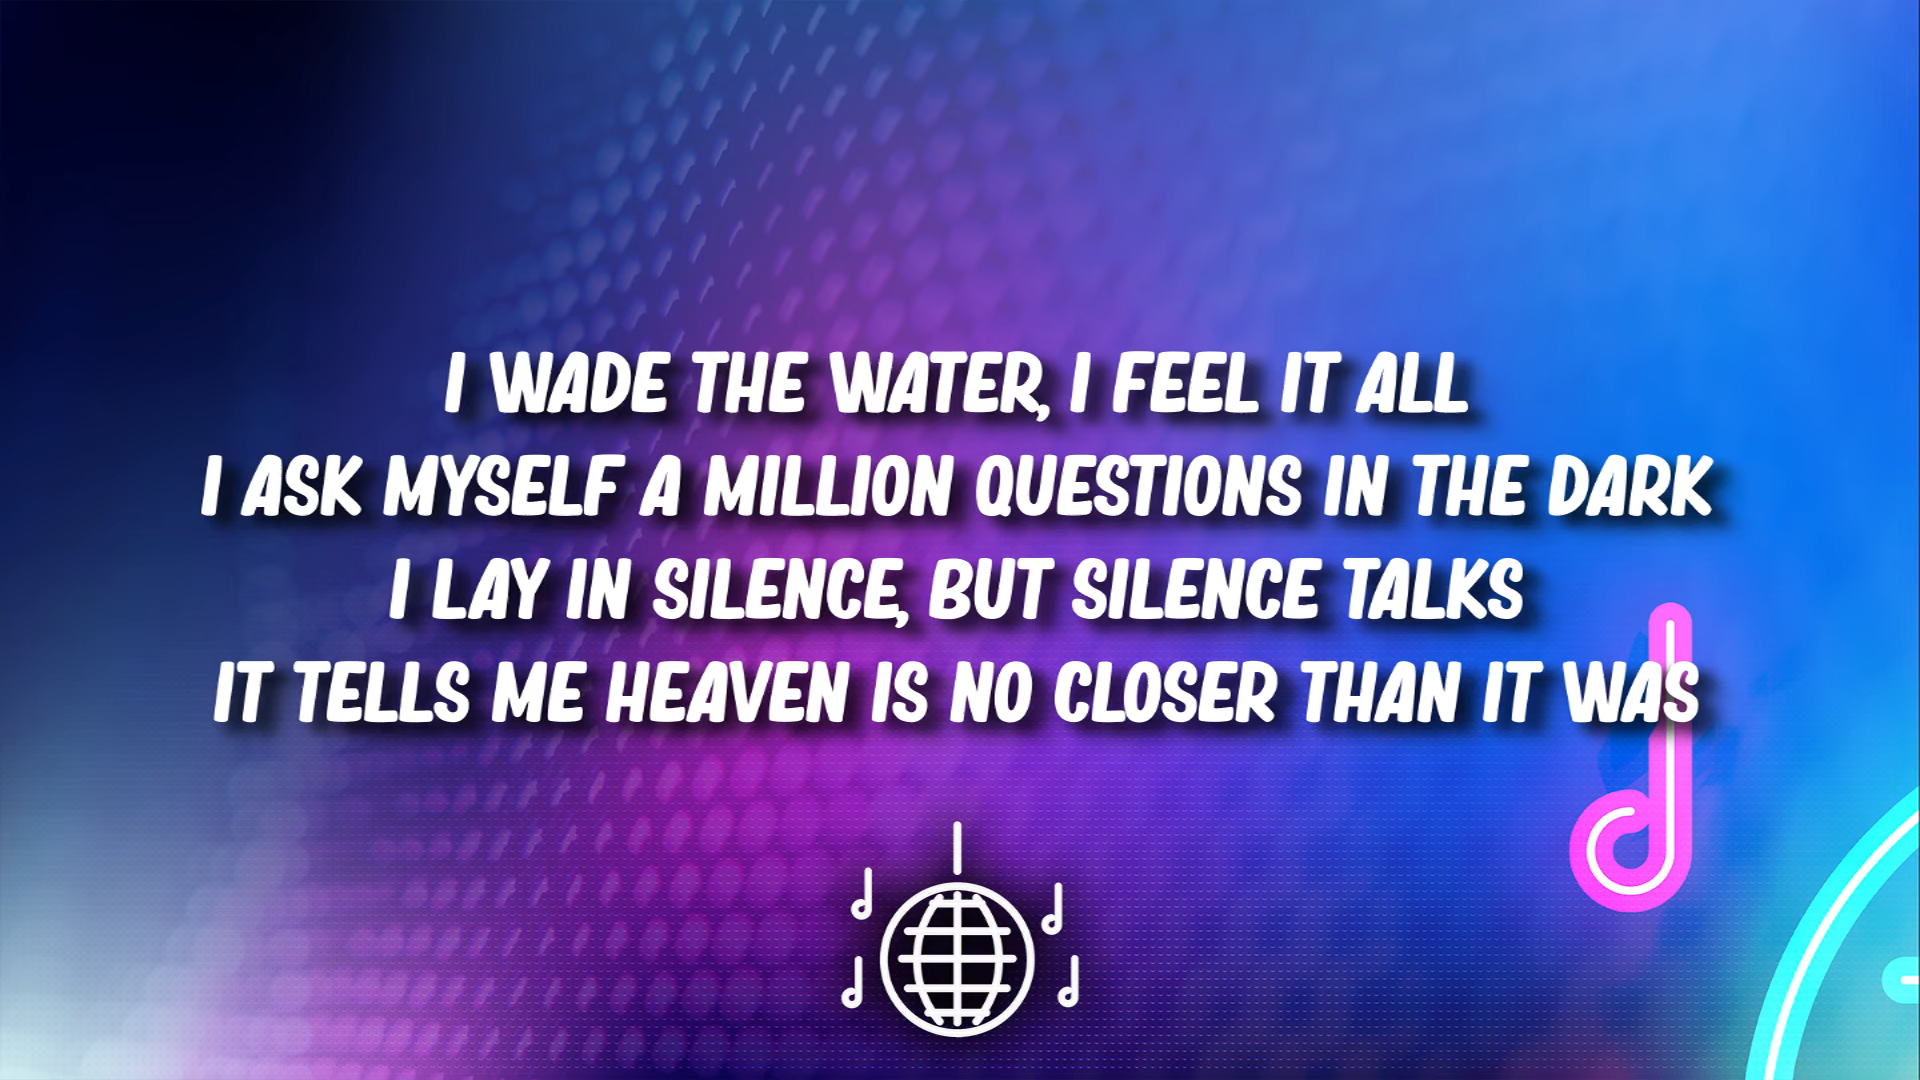 I WADE THE WATER, I FEEL IT ALL
I ASK MYSELF A MILLION QUESTIONS IN THE DARK
I LAY IN SILENCE, BUT SILENCE TALKS
IT TELLS ME HEAVEN IS NO CLOSER THAN IT WAS